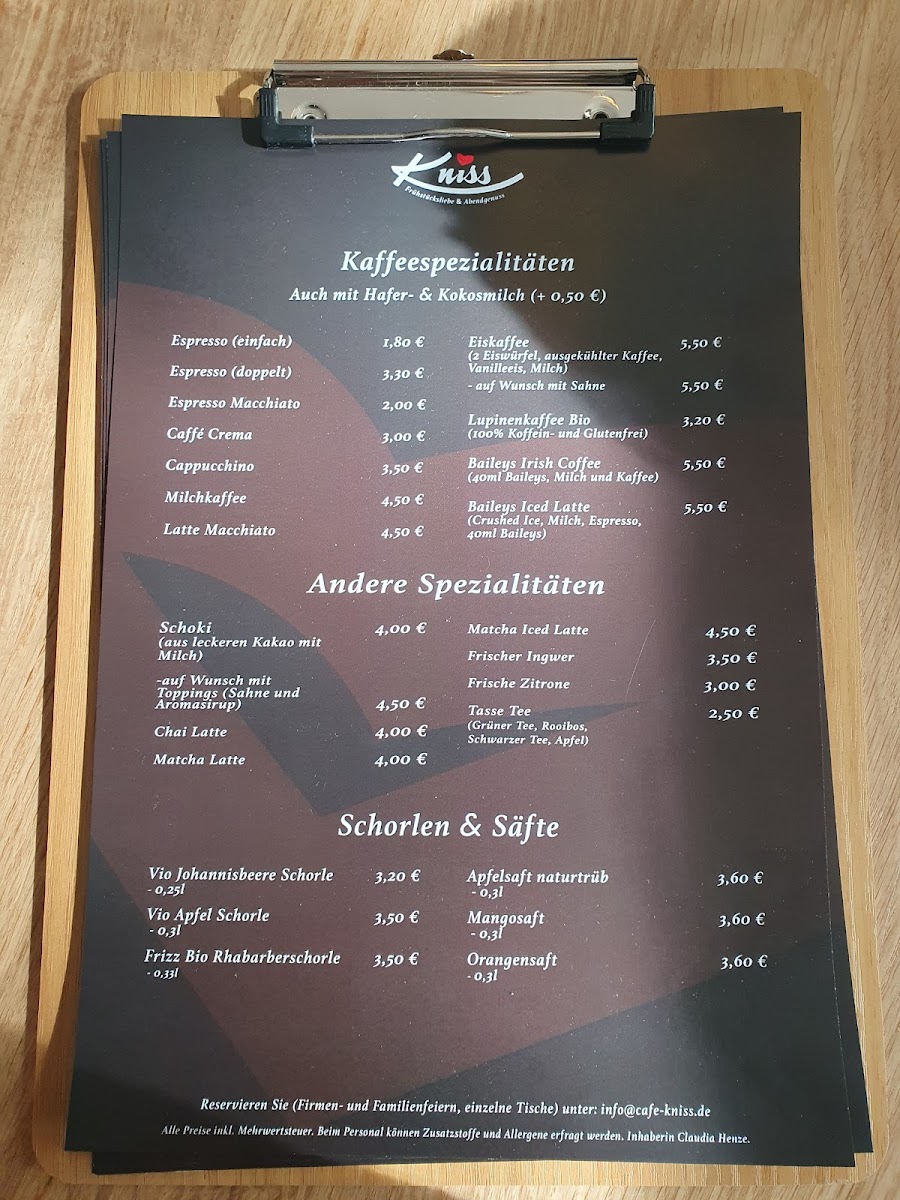 Kniss
Frühstücksliebe & Abendgenuss
Kaffeespezialitäten
Auch mit Hafer- & Kokosmilch (+ 0,50 €)
Espresso (einfach) 1,80 €
Espresso (doppelt) 3,30 €
Espresso Macchiato 2,00 €
Caffé Crema 3,00 €
Cappucchino 3,50 €
Milchkaffee 4,50 €
Latte Macchiato 4,50 €
Eiskaffee 5,50 €
(2 Eiswürfel, ausgekühlter Kaffee,
Vanilleeis, Milch)
- auf Wunsch mit Sahne 5,50 €
Lupinenkaffee Bio 3,20 €
(100% Koffein- und Glutenfrei)
Baileys Irish Coffee 5,50 €
(40ml Baileys, Milch und Kaffee)
Baileys Iced Latte 5,50 €
(Crushed Ice, Milch, Espresso,
40ml Baileys)
Andere Spezialitäten
Schoki 4,00 €
(aus leckeren Kakao mit
Milch)
-auf Wunsch mit
Toppings (Sahne und
Aromasirup) 4,50 €
Chai Latte 4,00 €
Matcha Latte 4,00 €
Matcha Iced Latte 4,50 €
Frischer Ingwer 3,50 €
Frische Zitrone 3,00 €
Tasse Tee 2,50 €
(Grüner Tee, Rooibos,
Schwarzer Tee, Apfel)
Schorlen & Säfte
Vio Johannisbeere Schorle 3,20 €
- 0,25l
Vio Apfel Schorle 3,50 €
- 0,3l
Frizz Bio Rhabarberschorle 3,50 €
- 0,33l
Apfelsaft naturtrüb 3,60 €
- 0,3l
Mangosaft 3,60 €
- 0,3l
Orangensaft 3,60 €
- 0,3l
Reservieren Sie (Firmen- und Familienfeiern, einzelne Tische) unter: info@cafe-kniss.de
Alle Preise inkl. Mehrwertsteuer. Beim Personal können Zusatzstoffe und Allergene erfragt werden. Inhaberin Claudia Henze.